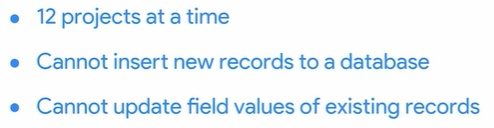 • 12 projects at a time
• Cannot insert new records to a database
• Cannot update field values of existing records